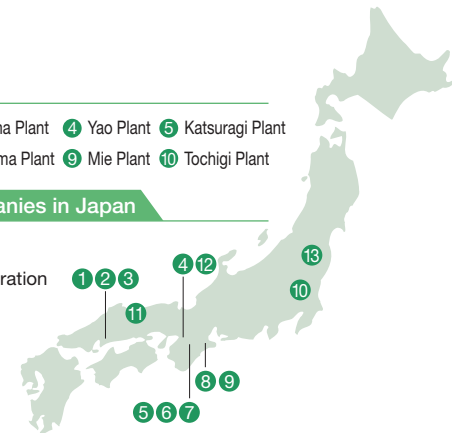 na Plant 4 Yao Plant 5 Katsuragi Plant
ma Plant 9 Mie Plant 10 Tochigi Plant
anies in Japan
ration
1 2 3
4 12
13
10
11
8 9
5 6 7